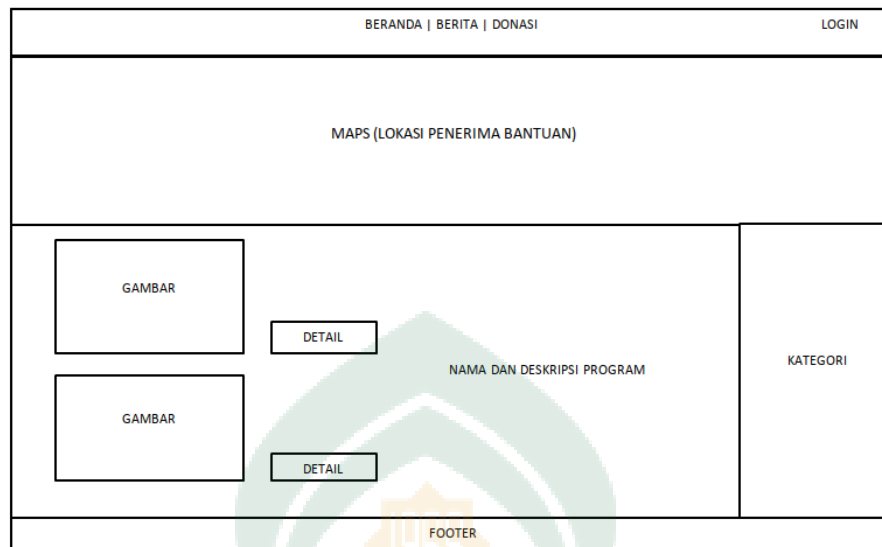 BERANDA | BERITA | DONASI
LOGIN
MAPS (LOKASI PENERIMA BANTUAN)
GAMBAR
DETAIL
NAMA DAN DESKRIPSI PROGRAM
KATEGORI
GAMBAR
DETAIL
FOOTER